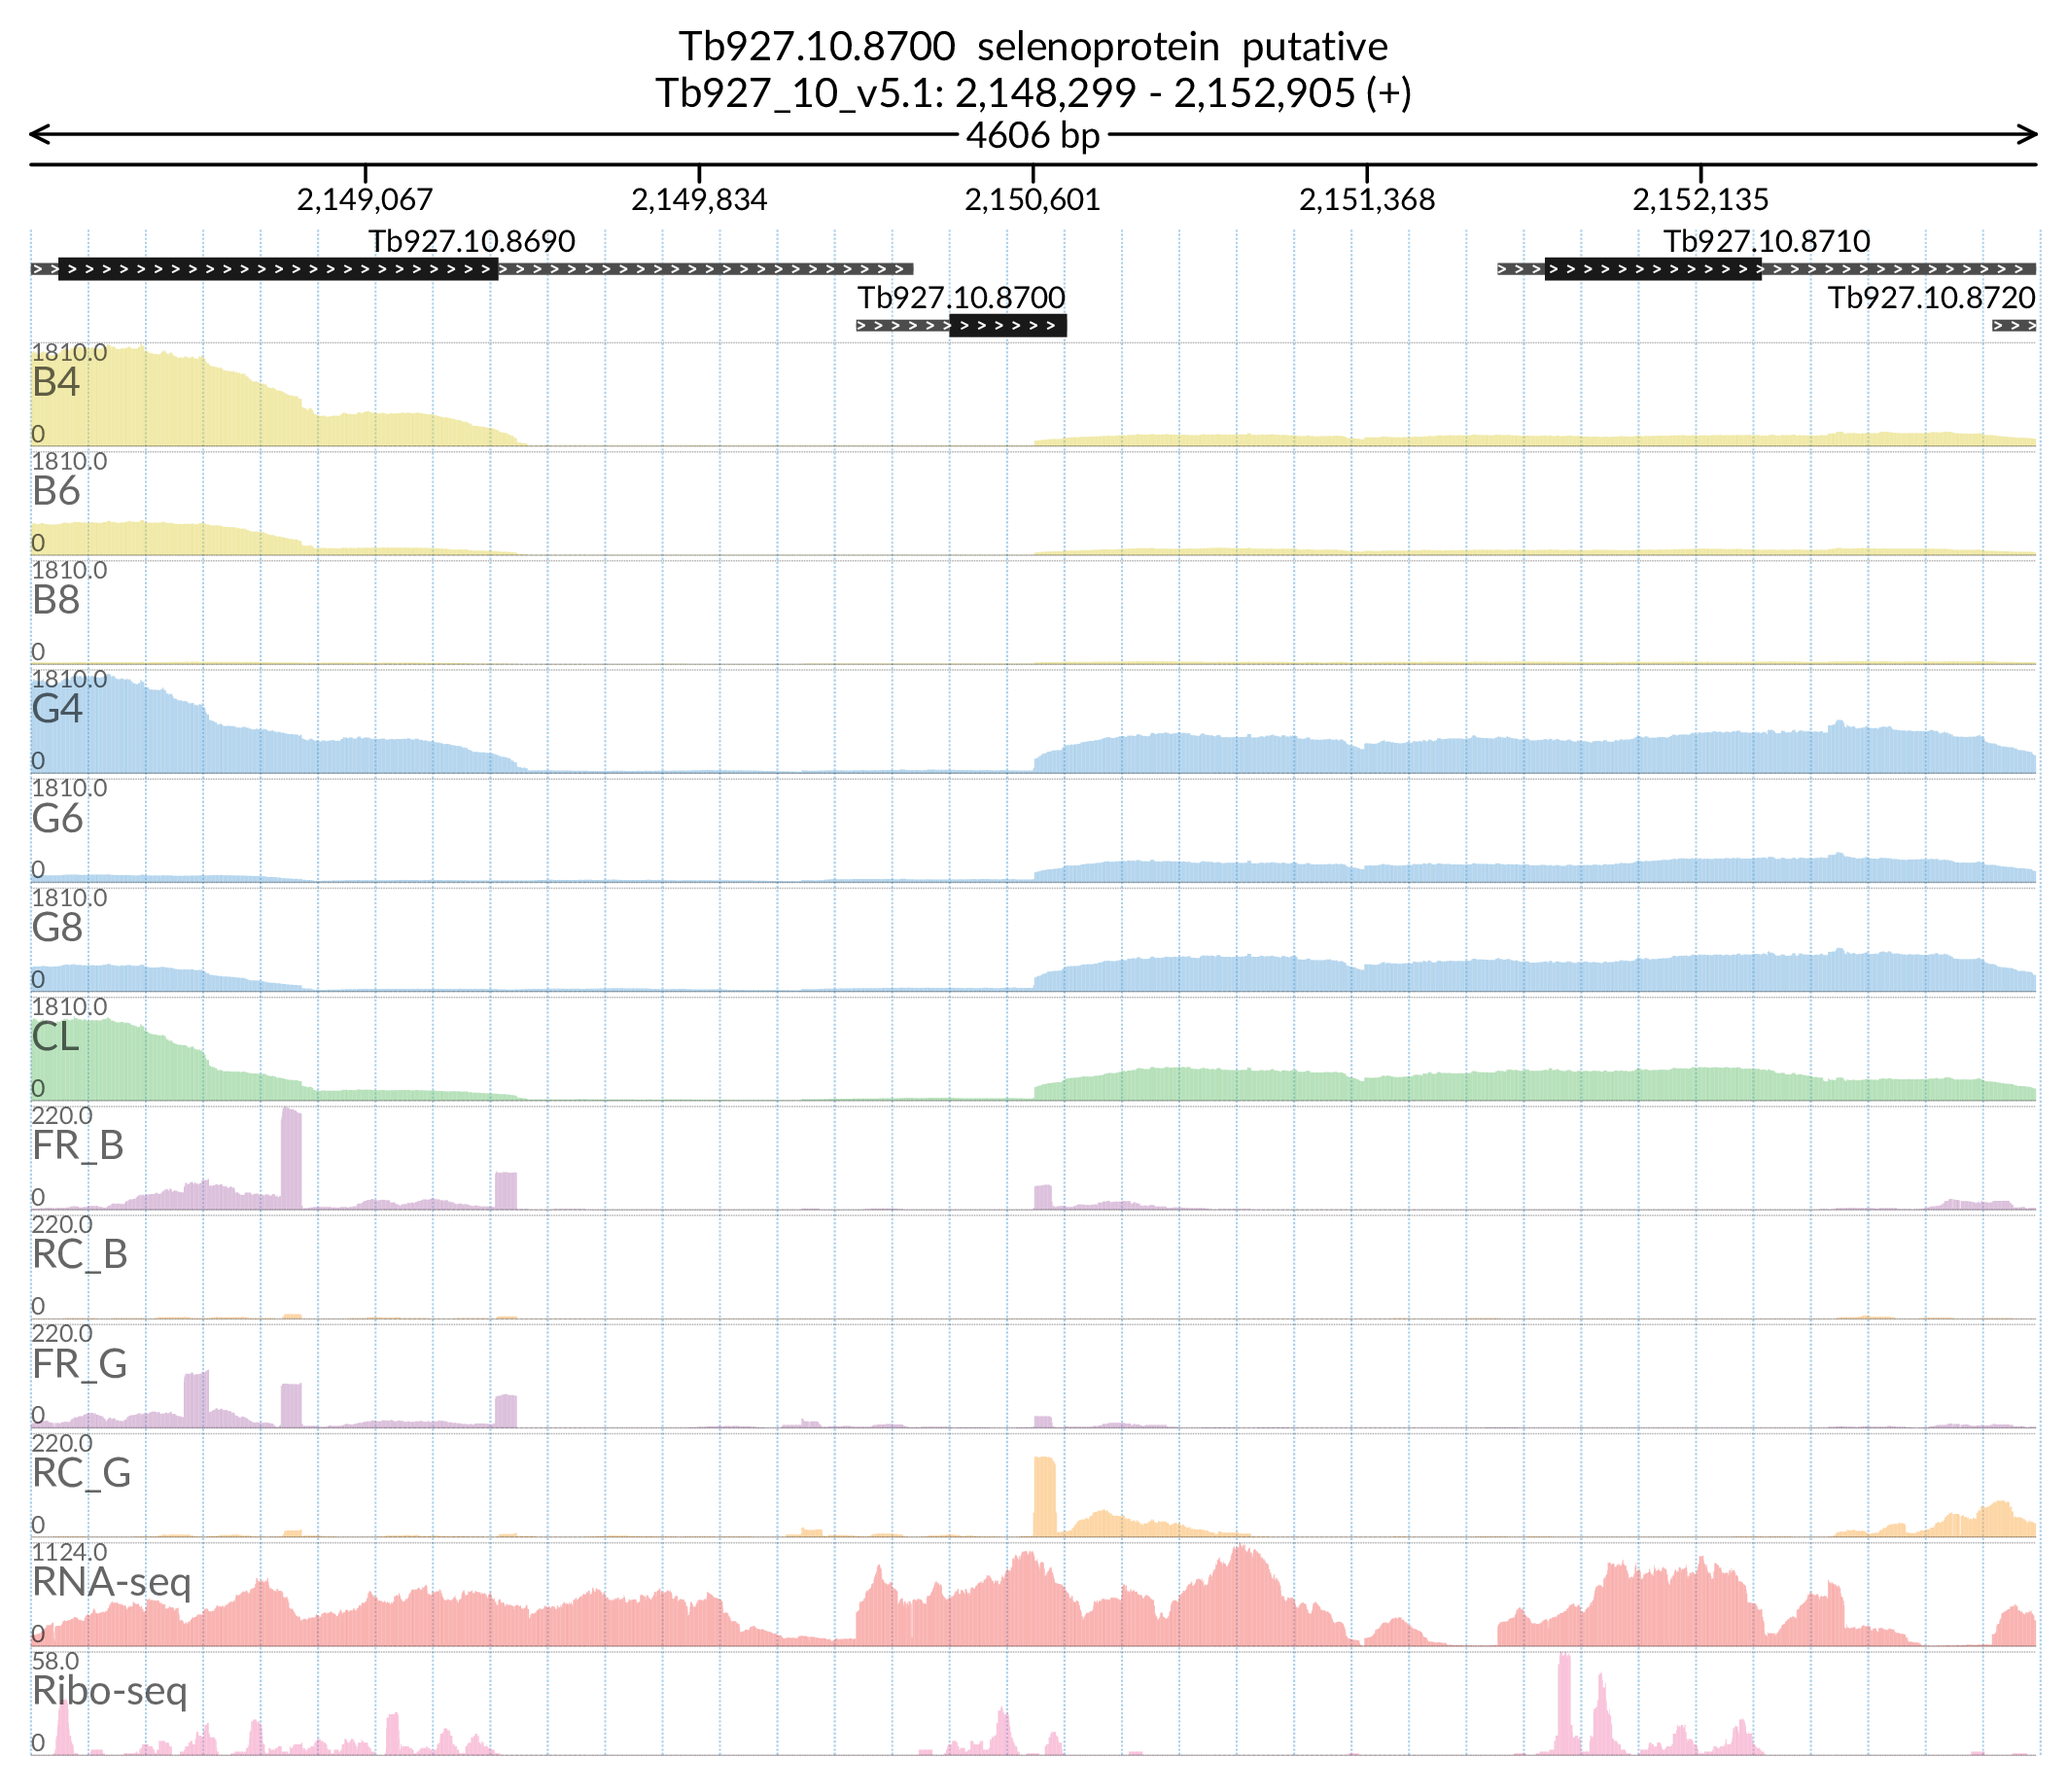 Tb927.10.8700 selenoprotein putative
Tb927_10_v5.1: 2,148,299 - 2,152,905 (+)
4606 bp
2,149,067 2,149,834 2,150,601 2,151,368 2,152,135
Tb927.10.8690 Tb927.10.8710
Tb927.10.8700 Tb927.10.8720
1810.0
B4
0
1810.0
B6
0
1810.0
B8
0
1810.0
G4
0
1810.0
G6
0
1810.0
G8
0
1810.0
CL
0
220.0
FR_B
0
220.0
RC_B
0
220.0
FR_G
0
220.0
RC_G
0
1124.0
RNA-seq
0
58.0
Ribo-seq
0